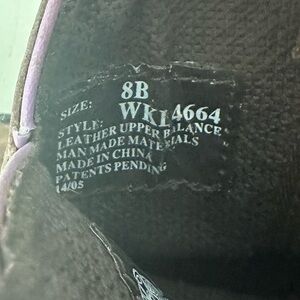 SIZE: 8B
STYLE: WKL4664
LEATHER UPPER BALANCE
MAN MADE MATERIALS
MADE IN CHINA
PATENTS PENDING
14/05